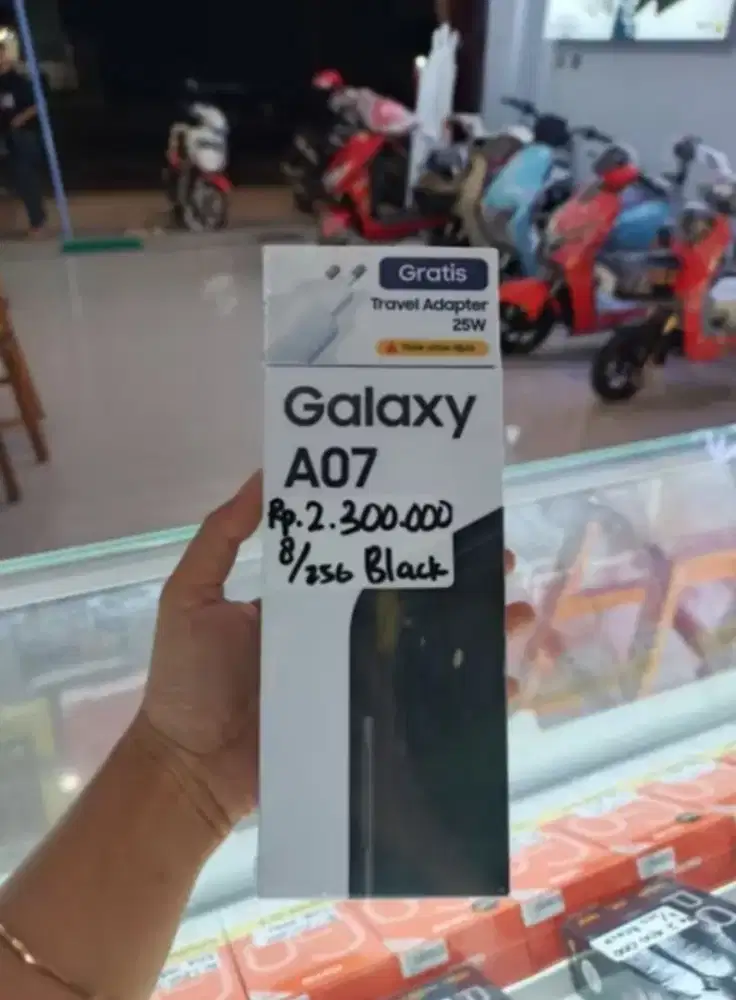 Gratis
Travel Adapter
25W
Galaxy
A07
Rp.2.300.000
8/256 Black